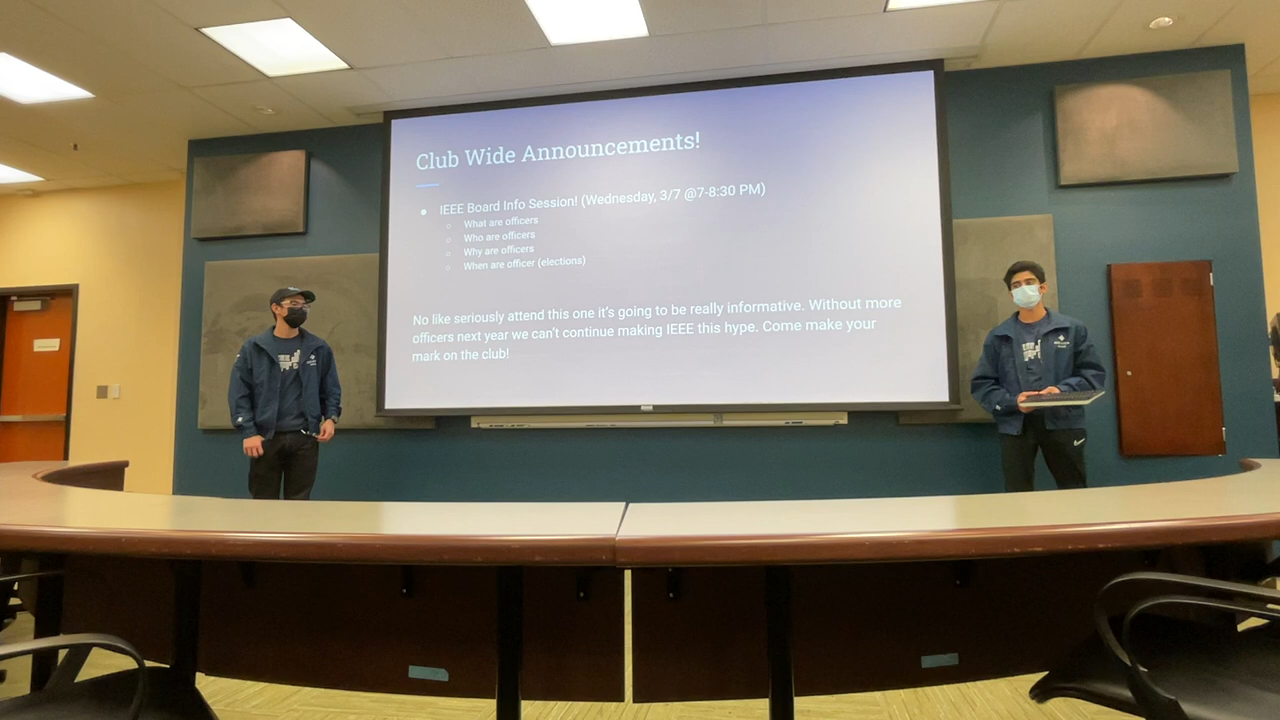 Club Wide Announcements!
● IEEE Board Info Session! (Wednesday, 3/7 @7-8:30 PM)
○ What are officers
○ Who are officers
○ Why are officers
○ When are officer (elections)
No like seriously attend this one it's going to be really informative. Without more
officers next year we can't continue making IEEE this hype. Come make your
mark on the club!